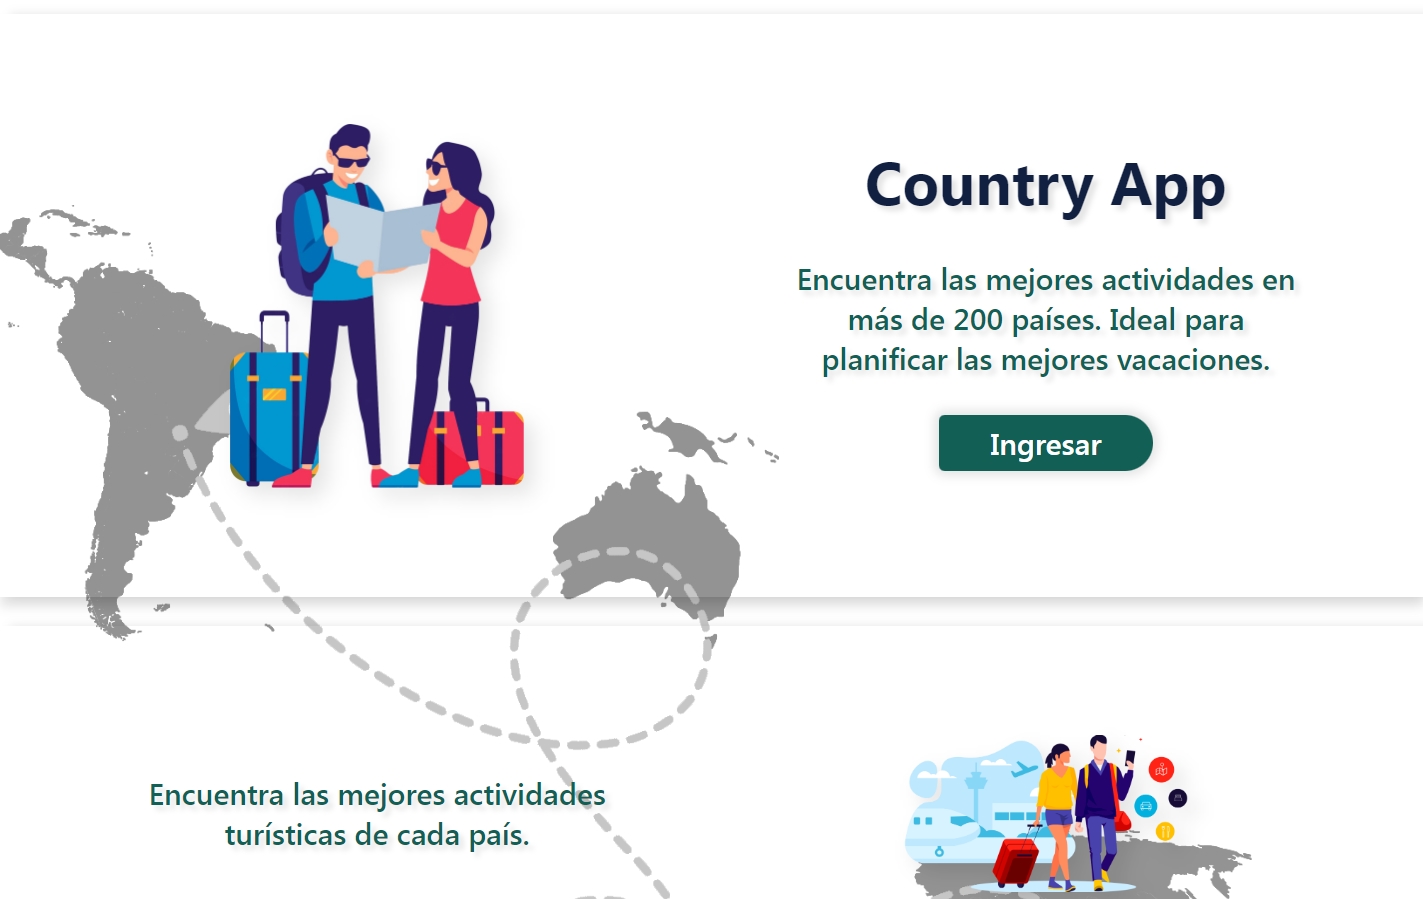 Country App
Encuentra las mejores actividades en
más de 200 países. Ideal para
planificar las mejores vacaciones.
Ingresar
Encuentra las mejores actividades
turísticas de cada país.